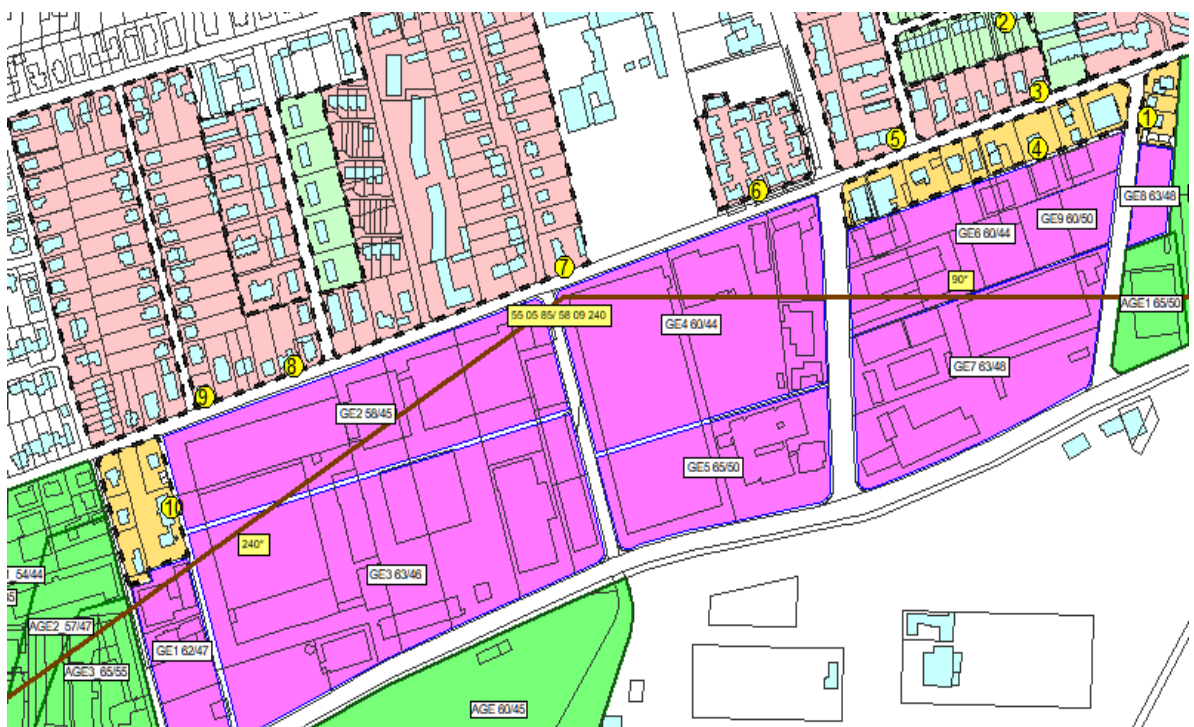 2
3
1
5
4
6
GE8 63/48
GE9 60/50
GE6 60/44
7
90°
AGE1 65/50
55 05 85/ 58 09 240
GE4 60/44
8
GE7 63/48
9
GE2 58/45
GE5 65/50
10
240°
54/44
GE3 63/46
AGE2 57/47
GE1 62/47
AGE3 65/55
AGE 60/45